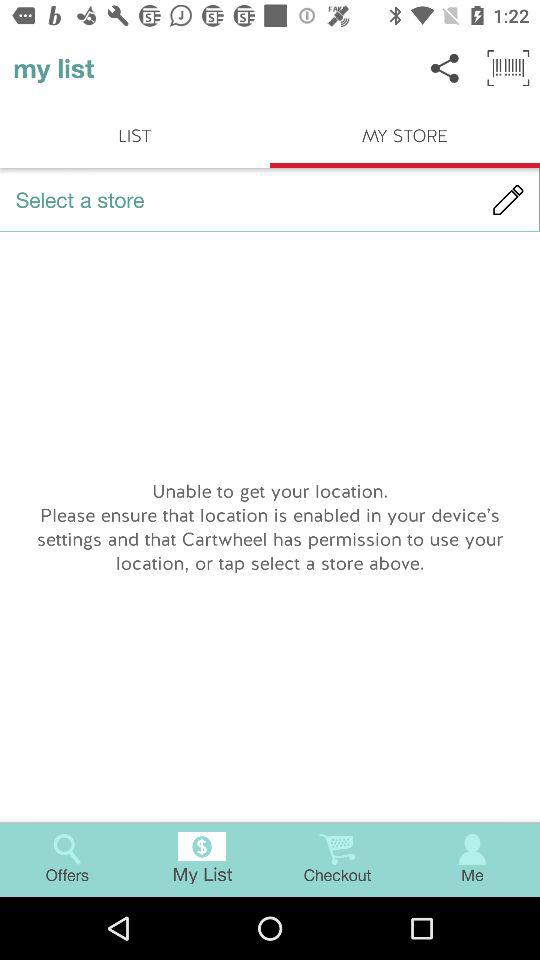 1:22
my list
LIST
MY STORE
Select a store
Unable to get your location.
Please ensure that location is enabled in your device's
settings and that Cartwheel has permission to use your
location, or tap select a store above.
Offers
My List
Checkout
Me